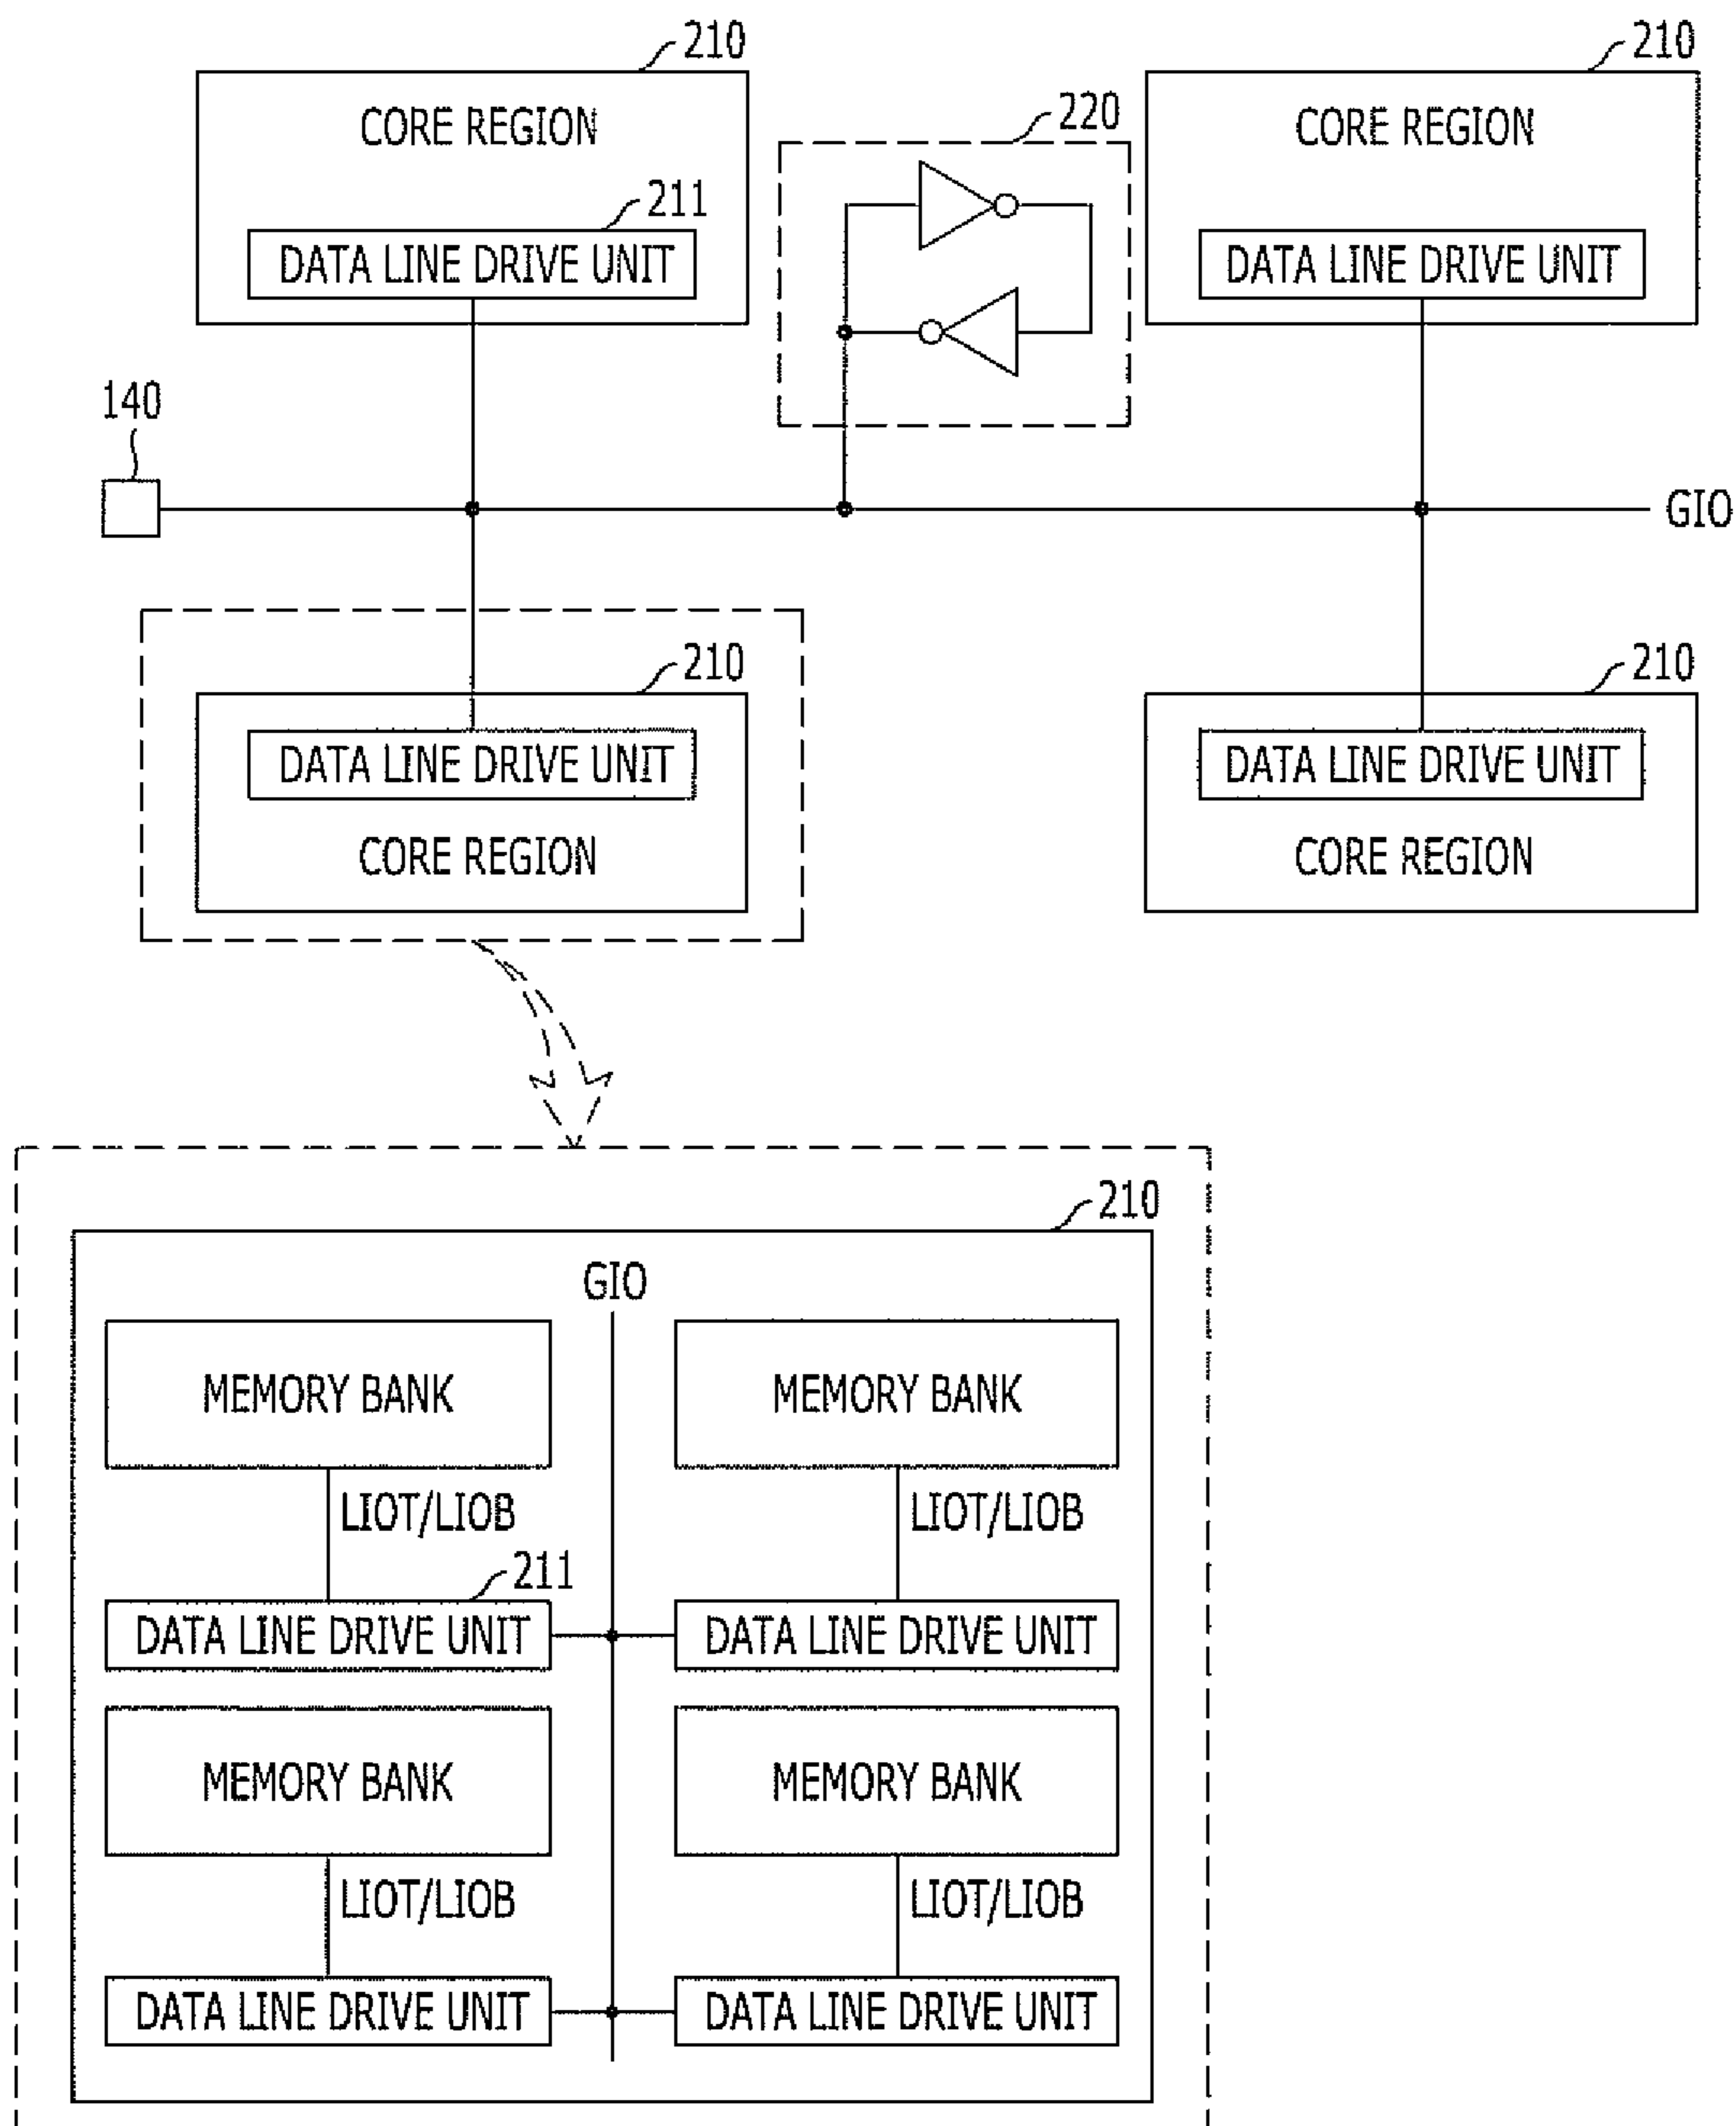 210
210
CORE REGION
220
CORE REGION
211
DATA LINE DRIVE UNIT
DATA LINE DRIVE UNIT
140
GIO
210
210
DATA LINE DRIVE UNIT
DATA LINE DRIVE UNIT
CORE REGION
CORE REGION
210
GIO
MEMORY BANK
MEMORY BANK
LIOT/LIOB
LIOT/LIOB
211
DATA LINE DRIVE UNIT
DATA LINE DRIVE UNIT
MEMORY BANK
MEMORY BANK
LIOT/LIOB
LIOT/LIOB
DATA LINE DRIVE UNIT
DATA LINE DRIVE UNIT